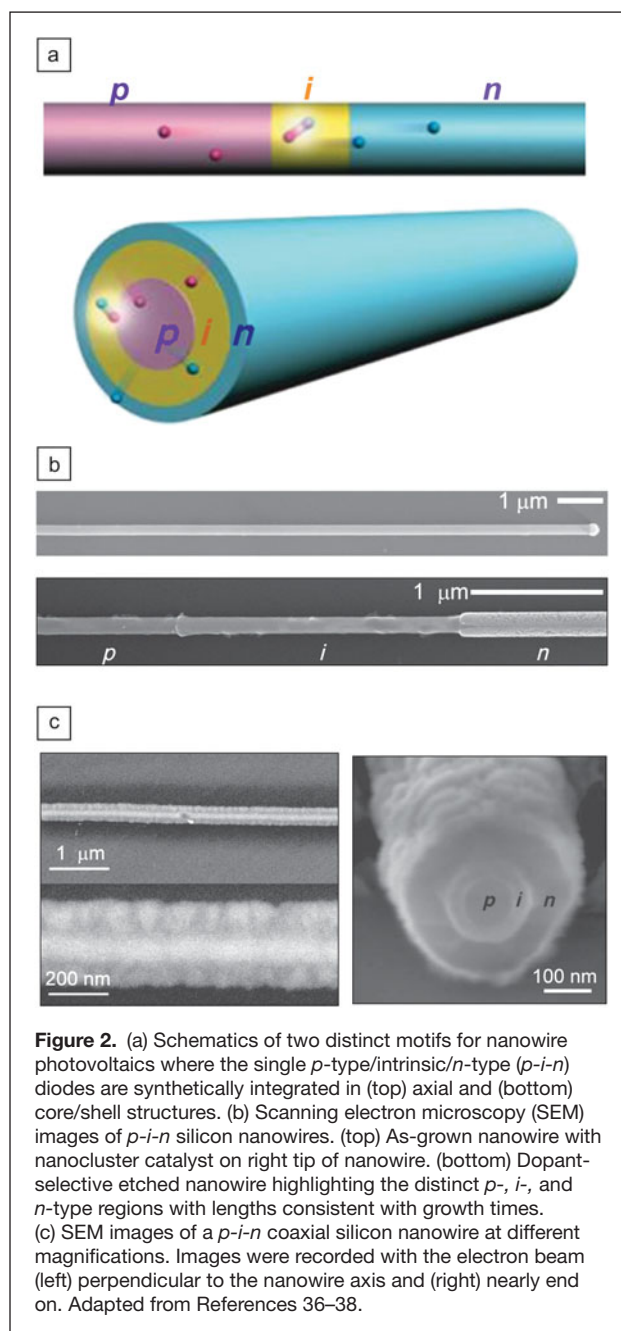 a
p i n
p i n
b
1 μm
1 μm
p i n
c
1 μm
200 nm
p i n
100 nm
Figure 2. (a) Schematics of two distinct motifs for nanowire
photovoltaics where the single p-type/intrinsic/n-type (p-i-n)
diodes are synthetically integrated in (top) axial and (bottom)
core/shell structures. (b) Scanning electron microscopy (SEM)
images of p-i-n silicon nanowires. (top) As-grown nanowire with
nanocluster catalyst on right tip of nanowire. (bottom) Dopant-
selective etched nanowire highlighting the distinct p-, i-, and
n-type regions with lengths consistent with growth times.
(c) SEM images of a p-i-n coaxial silicon nanowire at different
magnifications. Images were recorded with the electron beam
(left) perpendicular to the nanowire axis and (right) nearly end
on. Adapted from References 36–38.